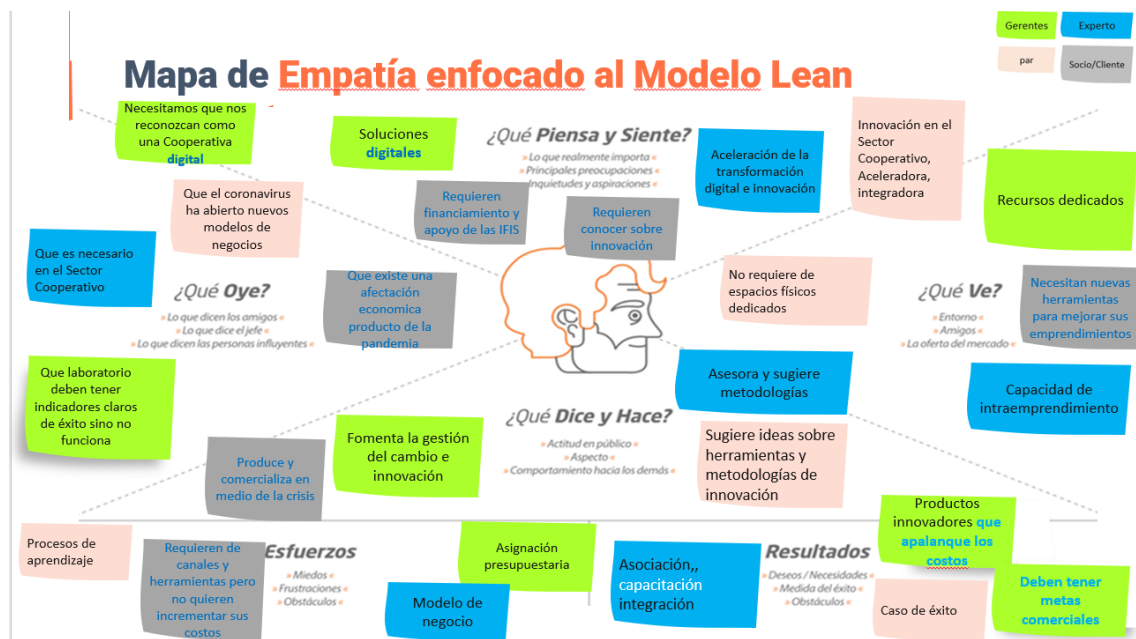 Gerentes
Experto
par
Socio/Cliente
Mapa de Empatía enfocado al Modelo Lean
Necesitamos que nos
reconozcan como
una Cooperativa
digital
Soluciones
digitales
¿Qué Piensa y Siente?
» Lo que realmente importa «
» Principales preocupaciones «
» Inquietudes y aspiraciones «
Aceleración de la
transformación
digital e innovación
Innovación en el
Sector
Cooperativo,
Aceleradora,
integradora
Recursos dedicados
Que el coronavirus
ha abierto nuevos
modelos de
negocios
Requieren
financiamiento y
apoyo de las IFIS
Requieren
conocer sobre
innovación
Que es necesario
en el Sector
Cooperativo
¿Qué Oye?
» Lo que dicen los amigos «
» Lo que dice el jefe «
» Lo que dicen las personas influyentes «
Que existe una
afectación
economica
producto de la
pandemia
No requiere de
espacios físicos
dedicados
¿Qué Ve?
» Entorno «
» Amigos «
» La oferta del mercado «
Necesitan nuevas
herramientas
para mejorar sus
emprendimientos
Que laboratorio
deben tener
indicadores claros
de éxito sino no
funciona
Asesora y sugiere
metodologías
Capacidad de
intraemprendimiento
¿Qué Dice y Hace?
» Actitud en público «
» Aspecto «
» Comportamiento hacia los demás «
Fomenta la gestión
del cambio e
innovación
Sugiere ideas sobre
herramientas y
metodologías de
innovación
Produce y
comercializa en
medio de la crisis
Procesos de
aprendizaje
Requieren de
canales y
herramientas pero
no quieren
incrementar sus
costos
Esfuerzos
» Miedos «
» Frustraciones «
» Obstáculos «
Asignación
presupuestaria
Modelo de
negocio
Asociación,,
capacitación
integración
Resultados
» Deseos / Necesidades «
» Medida del éxito «
» Obstáculos «
Productos
innovadores que
apalanque los
costos
Caso de éxito
Deben tener
metas
comerciales